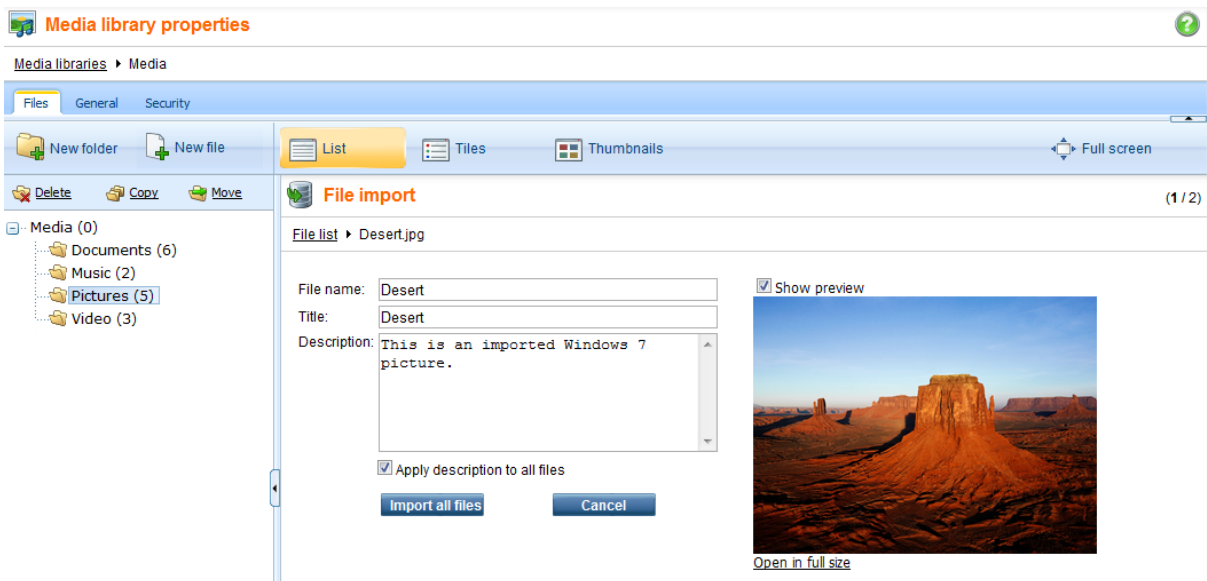 Media library properties
Media libraries Media
Files General Security
New folder New file List Tiles Thumbnails Full screen
Delete Copy Move File import (1 / 2)
Media (0)
Documents (6)
Music (2)
Pictures (5)
Video (3)
File list Desert.jpg
File name: Desert
Title: Desert
Description: This is an imported Windows 7
picture.
Apply description to all files
Import all files Cancel
Show preview
Open in full size